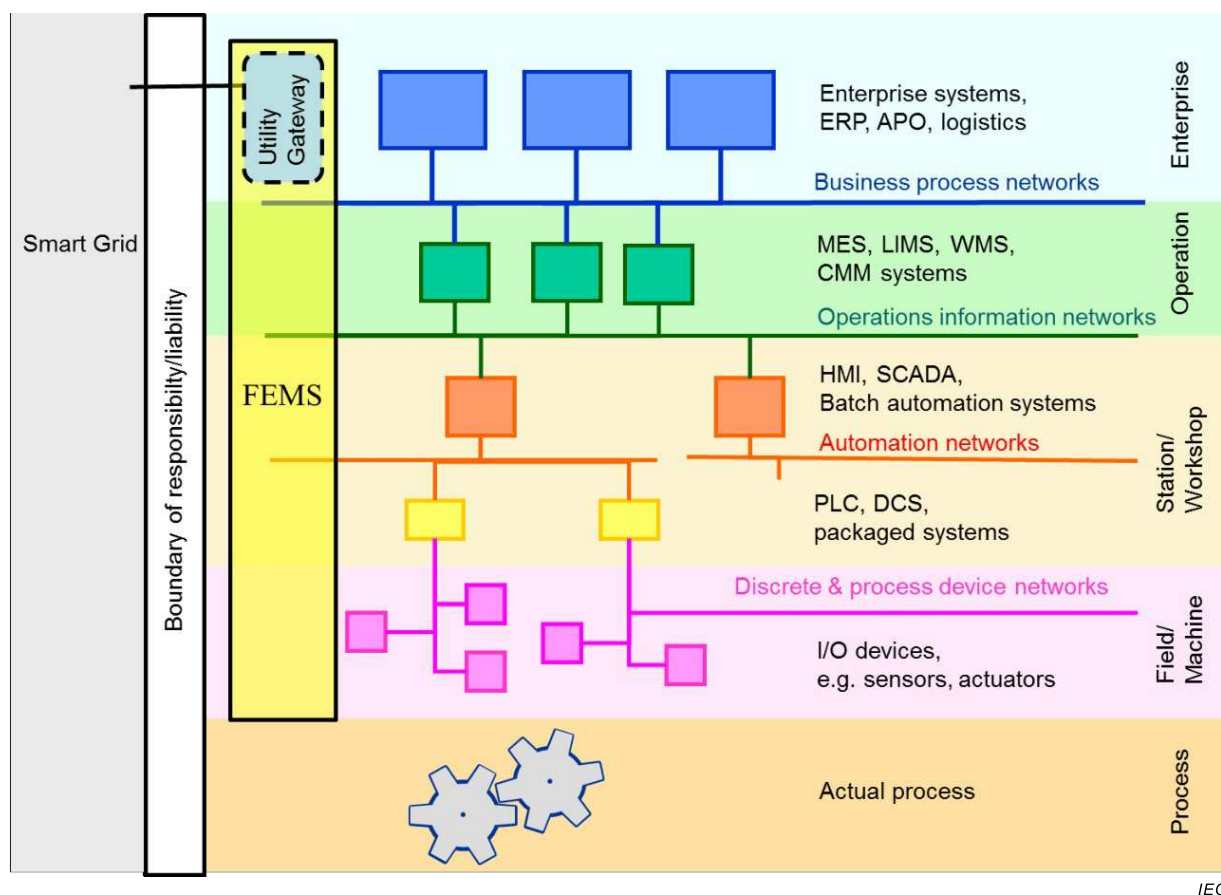 Smart Grid
Boundary of responsibilty/liability
Utility
Gateway
FEMS
Enterprise systems,
ERP, APO, logistics
Business process networks
Enterprise
MES, LIMS, WMS,
CMM systems
Operations information networks
Operation
HMI, SCADA,
Batch automation systems
Automation networks
PLC, DCS,
packaged systems
Station/
Workshop
Discrete & process device networks
I/O devices,
e.g. sensors, actuators
Field/
Machine
Actual process
Process
IEC